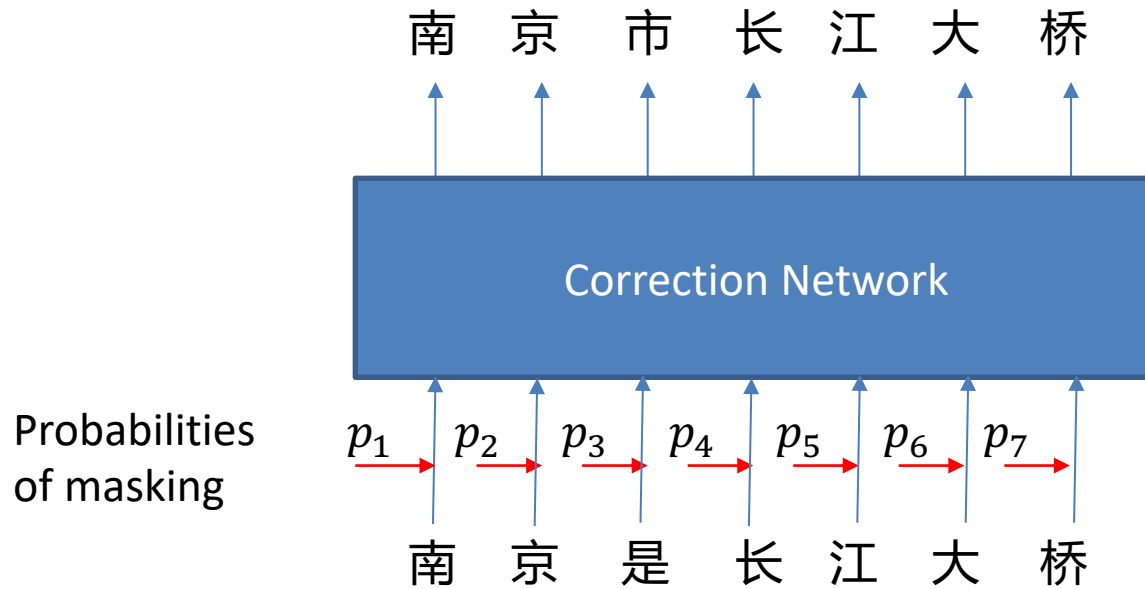 南 京 市 长 江 大 桥
Correction Network
Probabilities
of masking
p₁ p₂ p₃ p₄ p₅ p₆ p₇
南 京 是 长 江 大 桥